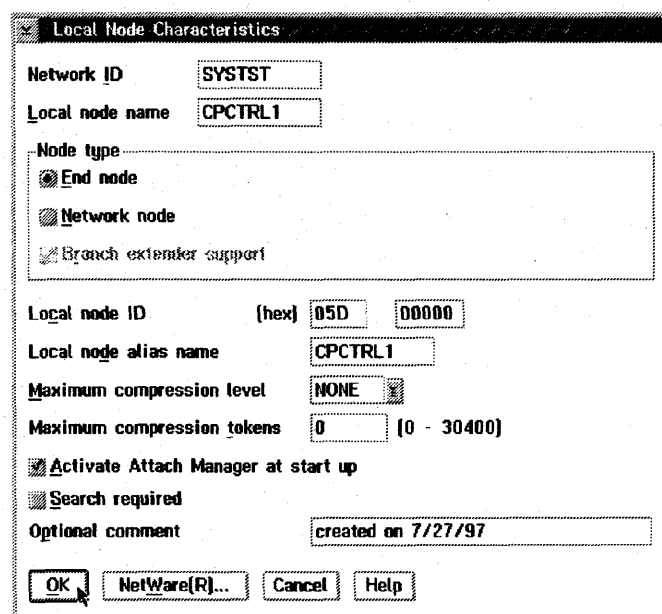 Local Node Characteristics
Network ID SYSTST
Local node name CPCTRL1
Node type
End node
Network node
Branch extender support
Local node ID (hex) 05D 00000
Local node alias name CPCTRL1
Maximum compression level NONE
Maximum compression tokens 0 (0 - 30400)
Activate Attach Manager at start up
Search required
Optional comment created on 7/27/97
OK NetWare(R)... Cancel Help